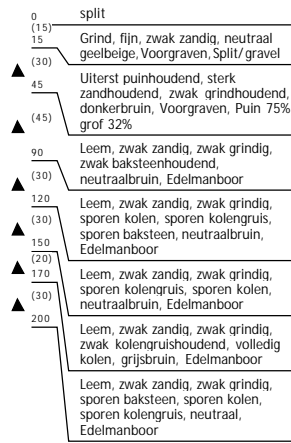 0
split
(15)
15
Grind, fijn, zwak zandig, neutraal
geelbeige, Voorgraven, Split/gravel
(30)
45
Uiterst puinhoudend, sterk
zandhoudend, zwak grindhoudend,
donkerbruin, Voorgraven, Puin 75%
grof 32%
(45)
90
Leem, zwak zandig, zwak grindig,
zwak baksteenhoudend,
neutraalbruin, Edelmanboor
(30)
120
Leem, zwak zandig, zwak grindig,
sporen kolen, sporen kolengruis,
sporen baksteen, neutraalbruin,
Edelmanboor
(30)
150
Leem, zwak zandig, zwak grindig,
sporen kolengruis, sporen kolen,
neutraalbruin, Edelmanboor
(20)
170
Leem, zwak zandig, zwak grindig,
zwak kolengruishoudend, volledig
kolen, grijsbruin, Edelmanboor
(30)
200
Leem, zwak zandig, zwak grindig,
sporen baksteen, sporen kolen,
sporen kolengruis, neutraal,
Edelmanboor